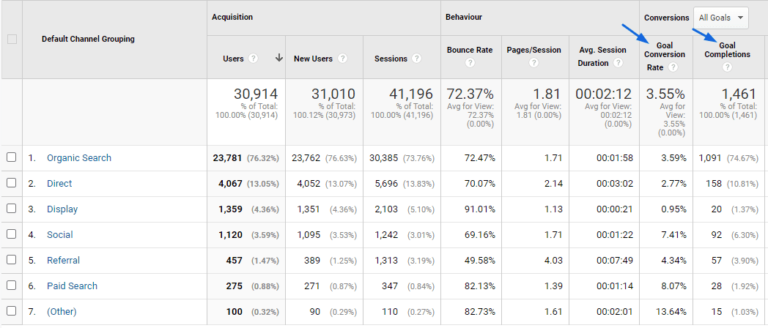 Acquisition Behaviour Conversions All Goals
Default Channel Grouping
Users New Users Sessions Bounce Rate Pages/Session Avg. Session Duration Goal Conversion Rate Goal Completions
30,914 31,010 41,196 72.37% 1.81 00:02:12 3.55% 1,461
% of Total: 100.00% (30,914) % of Total: 100.12% (30,973) % of Total: 100.00% (41,196) Avg for View: 72.37% (0.00%) Avg for View: 1.81 (0.00%) Avg for View: 00:02:12 (0.00%) Avg for View: 3.55% (0.00%) % of Total: 100.00% (1,461)
1. Organic Search 23,781 (76.32%) 23,762 (76.63%) 30,385 (73.76%) 72.47% 1.71 00:01:58 3.59% 1,091 (74.67%)
2. Direct 4,067 (13.05%) 4,052 (13.07%) 5,696 (13.83%) 70.07% 2.14 00:03:02 2.77% 158 (10.81%)
3. Display 1,359 (4.36%) 1,351 (4.36%) 2,103 (5.10%) 91.01% 1.13 00:00:21 0.95% 20 (1.37%)
4. Social 1,120 (3.59%) 1,095 (3.53%) 1,242 (3.01%) 69.16% 1.71 00:01:22 7.41% 92 (6.30%)
5. Referral 457 (1.47%) 389 (1.25%) 1,313 (3.19%) 49.58% 4.03 00:07:49 4.34% 57 (3.90%)
6. Paid Search 275 (0.88%) 271 (0.87%) 347 (0.84%) 82.13% 1.39 00:01:14 8.07% 28 (1.92%)
7. (Other) 100 (0.32%) 90 (0.29%) 110 (0.27%) 82.73% 1.61 00:02:01 13.64% 15 (1.03%)